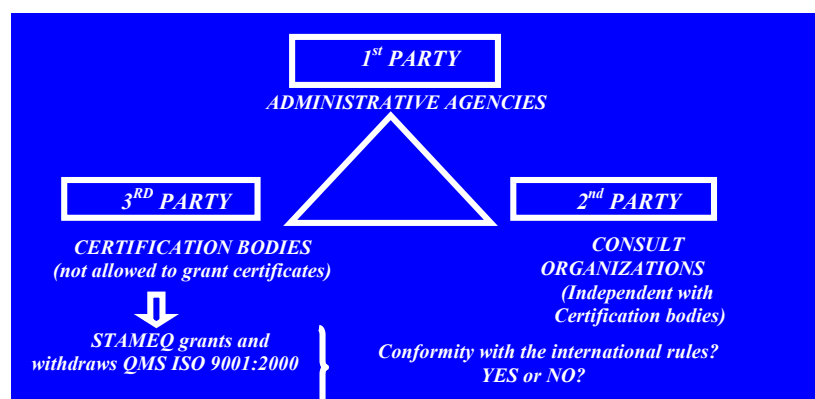 1st PARTY
ADMINISTRATIVE AGENCIES
3RD PARTY
2nd PARTY
CERTIFICATION BODIES
(not allowed to grant certificates)
CONSULT
ORGANIZATIONS
(Independent with
Certification bodies)
STAMEQ grants and
withdraws QMS ISO 9001:2000
Conformity with the international rules?
YES or NO?